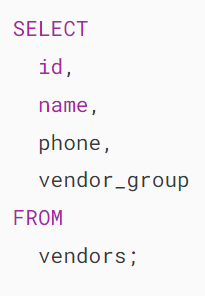 SELECT
  id,
  name,
  phone,
  vendor_group
FROM
  vendors;